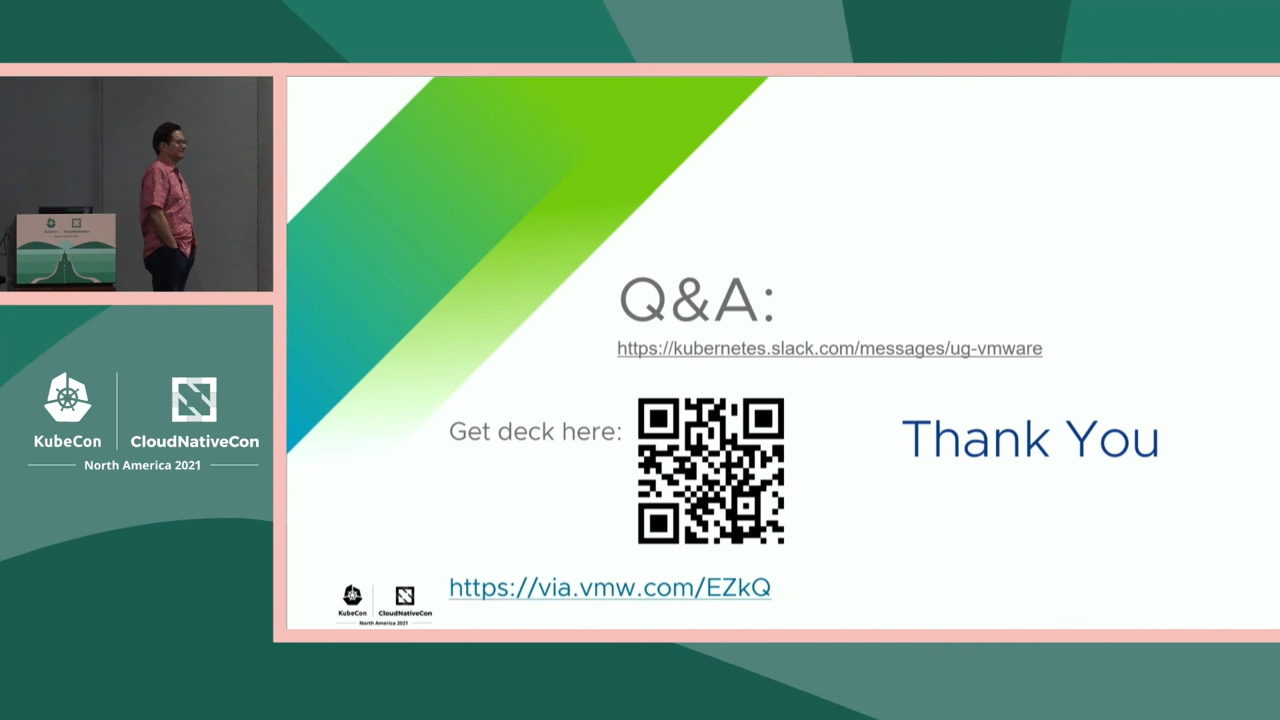 Q&A:
https://kubernetes.slack.com/messages/ug-vmware
Get deck here:
Thank You
https://via.vmw.com/EZkQ
KubeCon
CloudNativeCon
North America 2021
KubeCon
CloudNativeCon
North America 2021